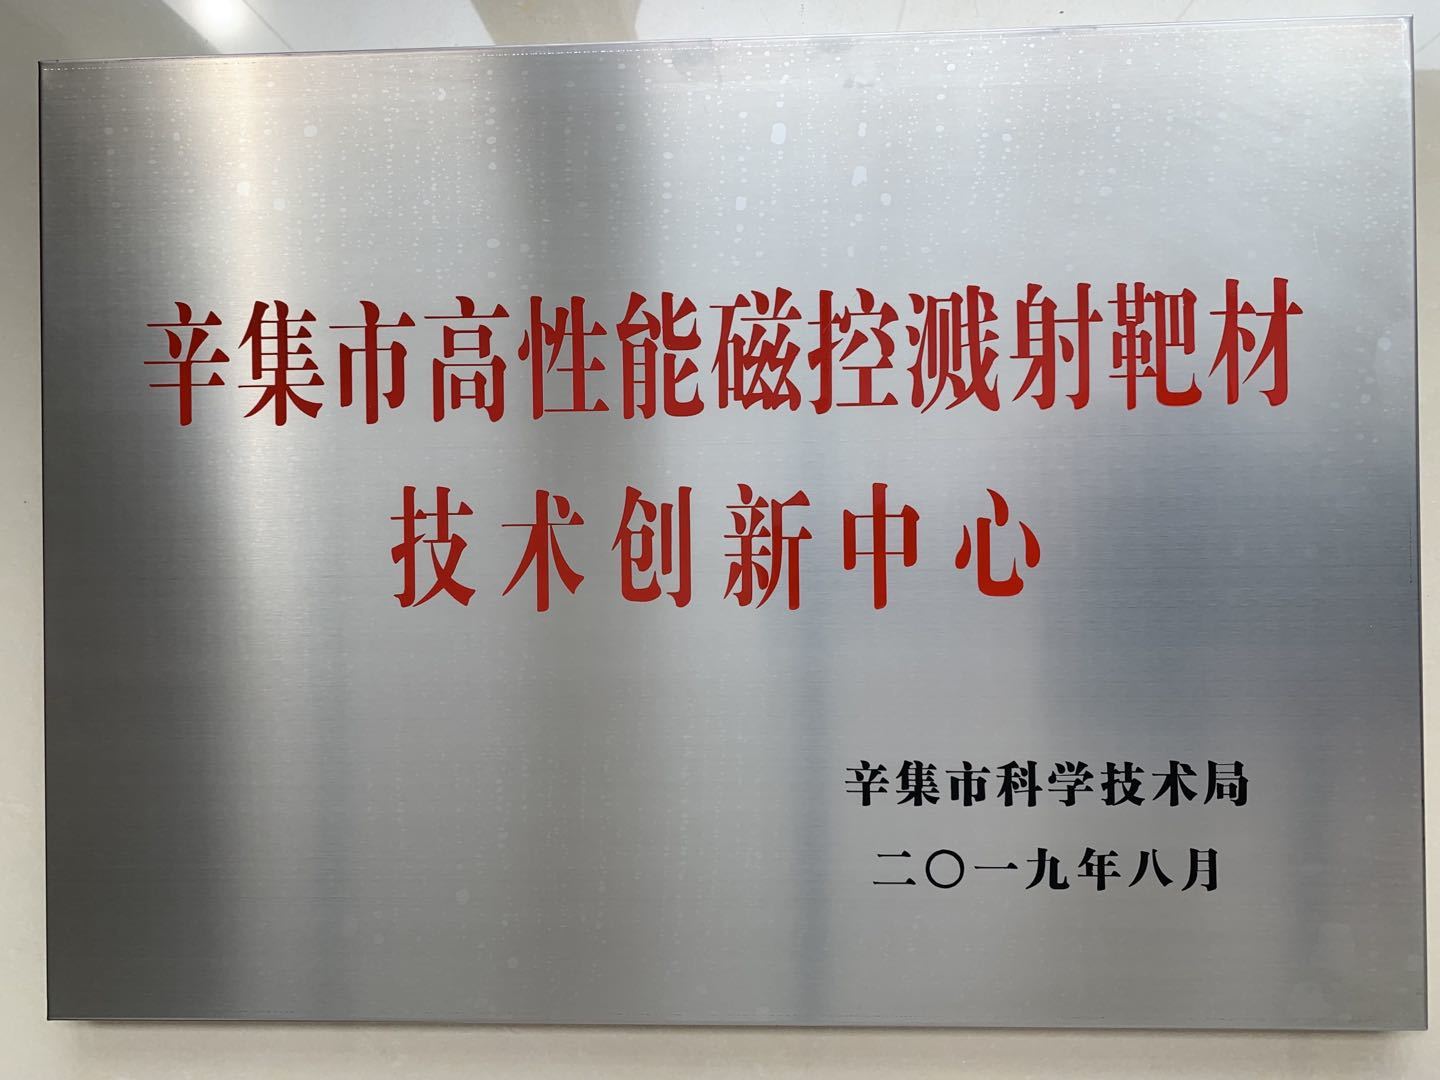 辛集市高性能磁控溅射靶材
技术创新中心
辛集市科学技术局
二〇一九年八月